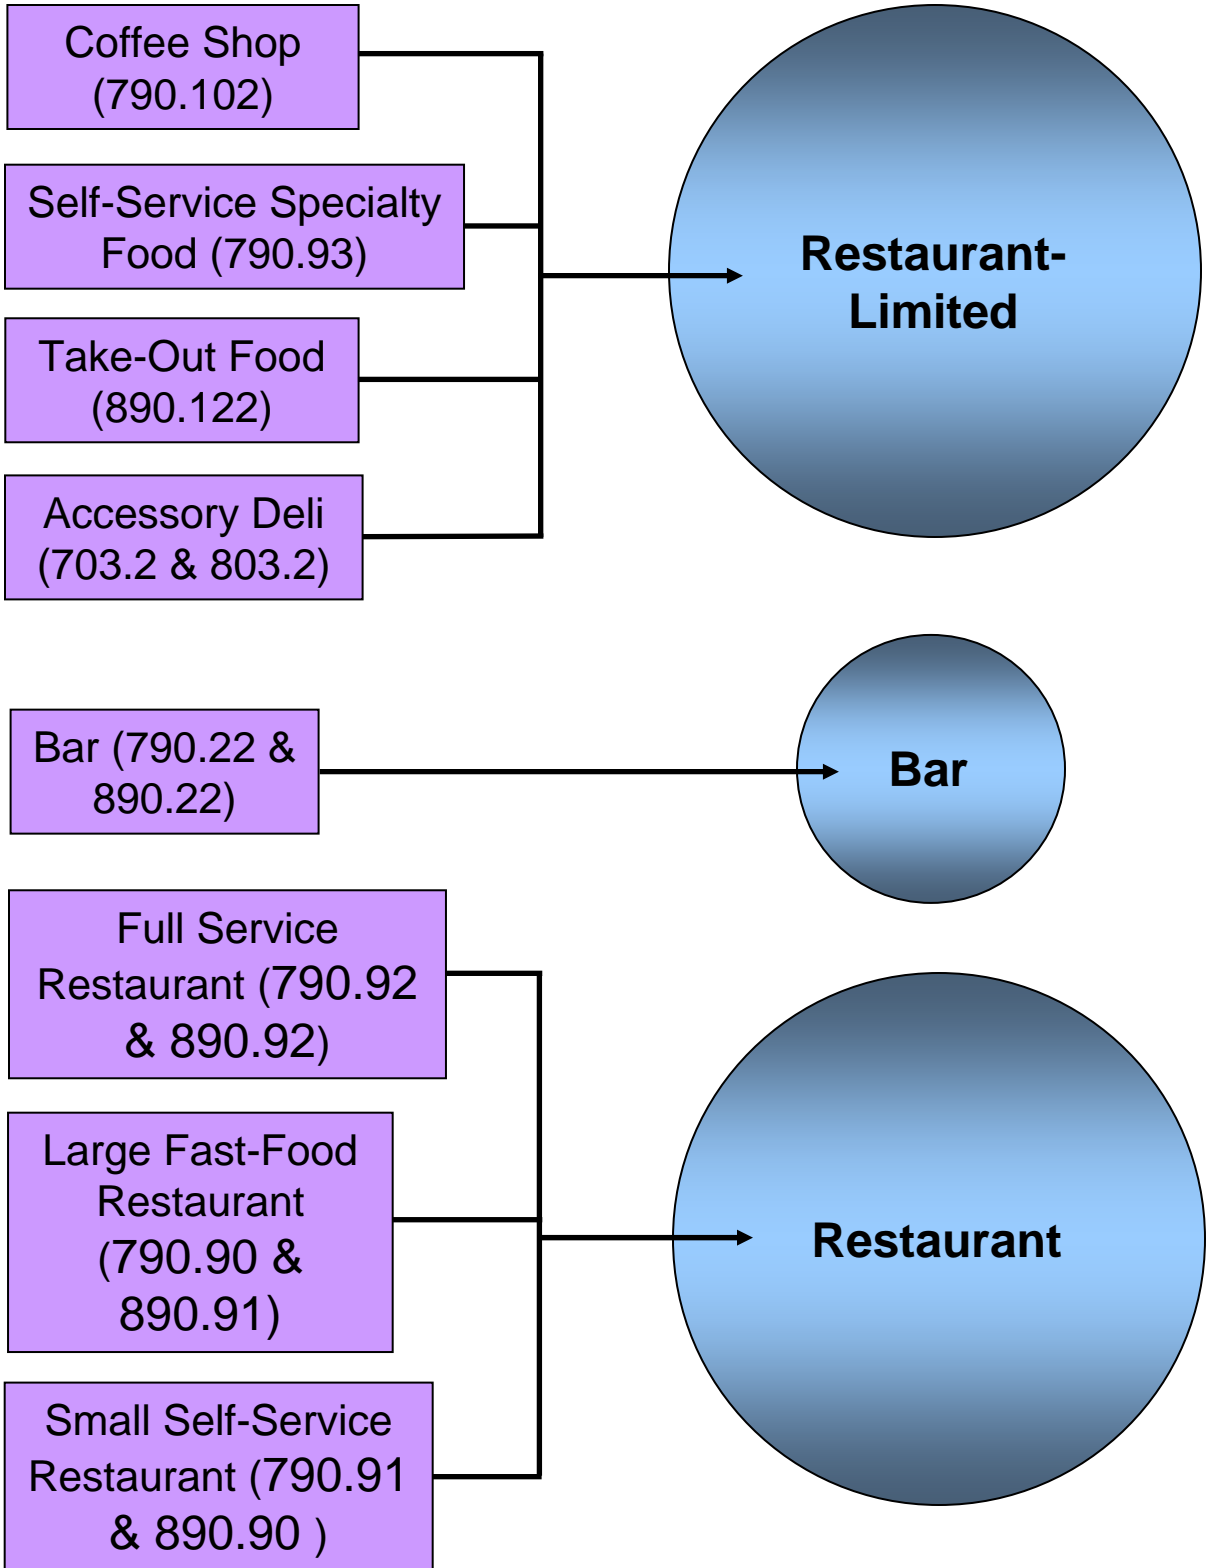 Coffee Shop
(790.102)
Self-Service Specialty
Food (790.93)
Take-Out Food
(890.122)
Accessory Deli
(703.2 & 803.2)
Restaurant-
Limited
Bar (790.22 &
890.22)
Bar
Full Service
Restaurant (790.92
& 890.92)
Large Fast-Food
Restaurant
(790.90 &
890.91)
Small Self-Service
Restaurant (790.91
& 890.90 )
Restaurant